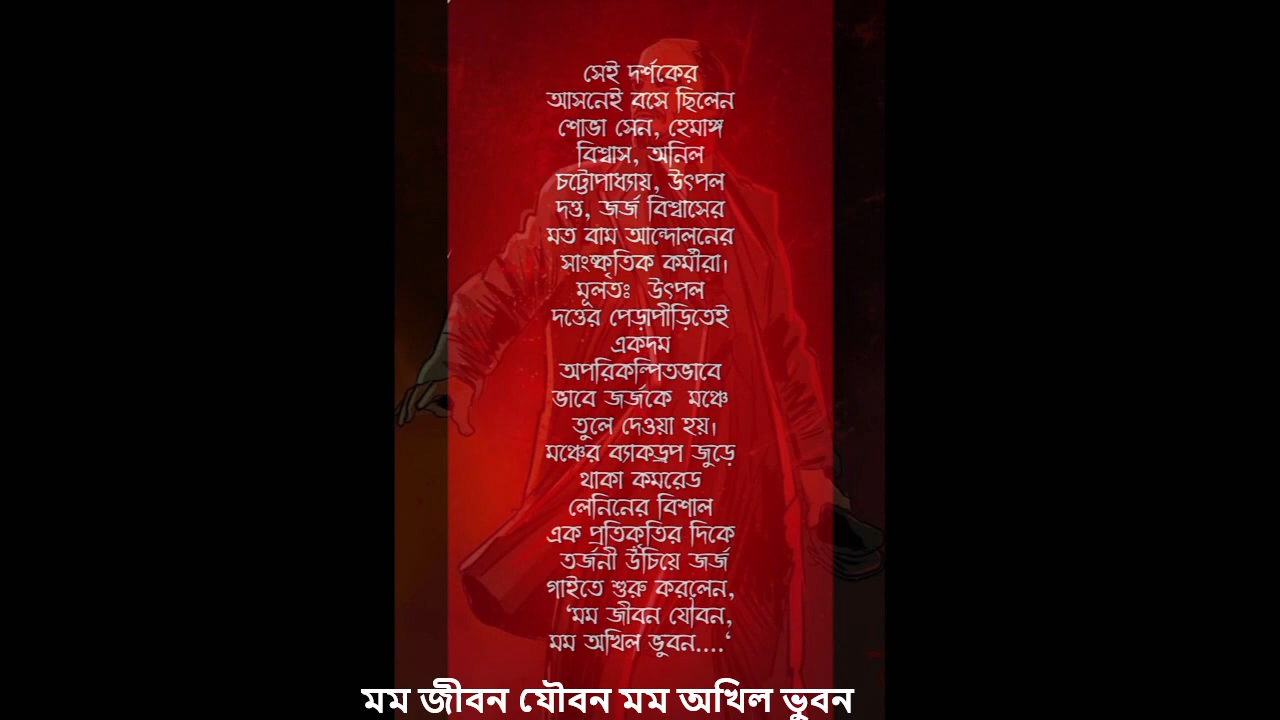 সেই দর্শকের
আসনেই বসে ছিলেন
শোভা সেন, হেমাঙ্গ
বিশ্বাস, অনিল
চট্টোপাধ্যায়, উৎপল
দত্ত, জর্জ বিশ্বাসের
মত বাম আন্দোলনের
সাংষ্কৃতিক কর্মীরা।
মূলতঃ উৎপল
দত্তের পেড়াপীড়িতেই
একদম
অপরিকল্পিতভাবে
ভাবে জর্জকে মঞ্চে
তুলে দেওয়া হয়।
মঞ্চের ব্যাকড্রপ জুড়ে
থাকা কমরেড
লেনিনের বিশাল
এক প্রতিকৃতির দিকে
তর্জনী উঁচিয়ে জর্জ
গাইতে শুরু করলেন,
‘মম জীবন যৌবন,
মম অখিল ভুবন....‘
মম জীবন যৌবন মম অখিল ভুবন